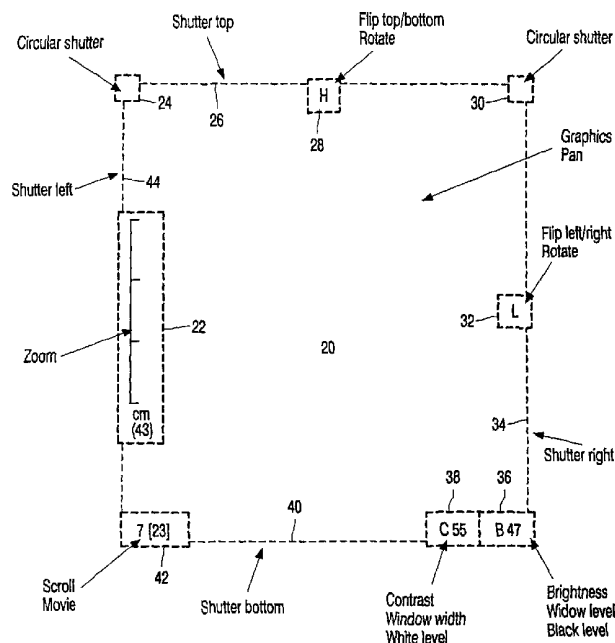 Shutter top
Flip top/bottom
Rotate
Circular shutter
Circular shutter
24
26
H
28
30
Graphics
Pan
Shutter left
44
Flip left/right
Rotate
L
32
22
20
Zoom
cm
(43)
34
Shutter right
38
36
40
7 [23]
C 55
B 47
42
Scroll
Movie
Shutter bottom
Contrast
Window width
White level
Brightness
Widow level
Black level